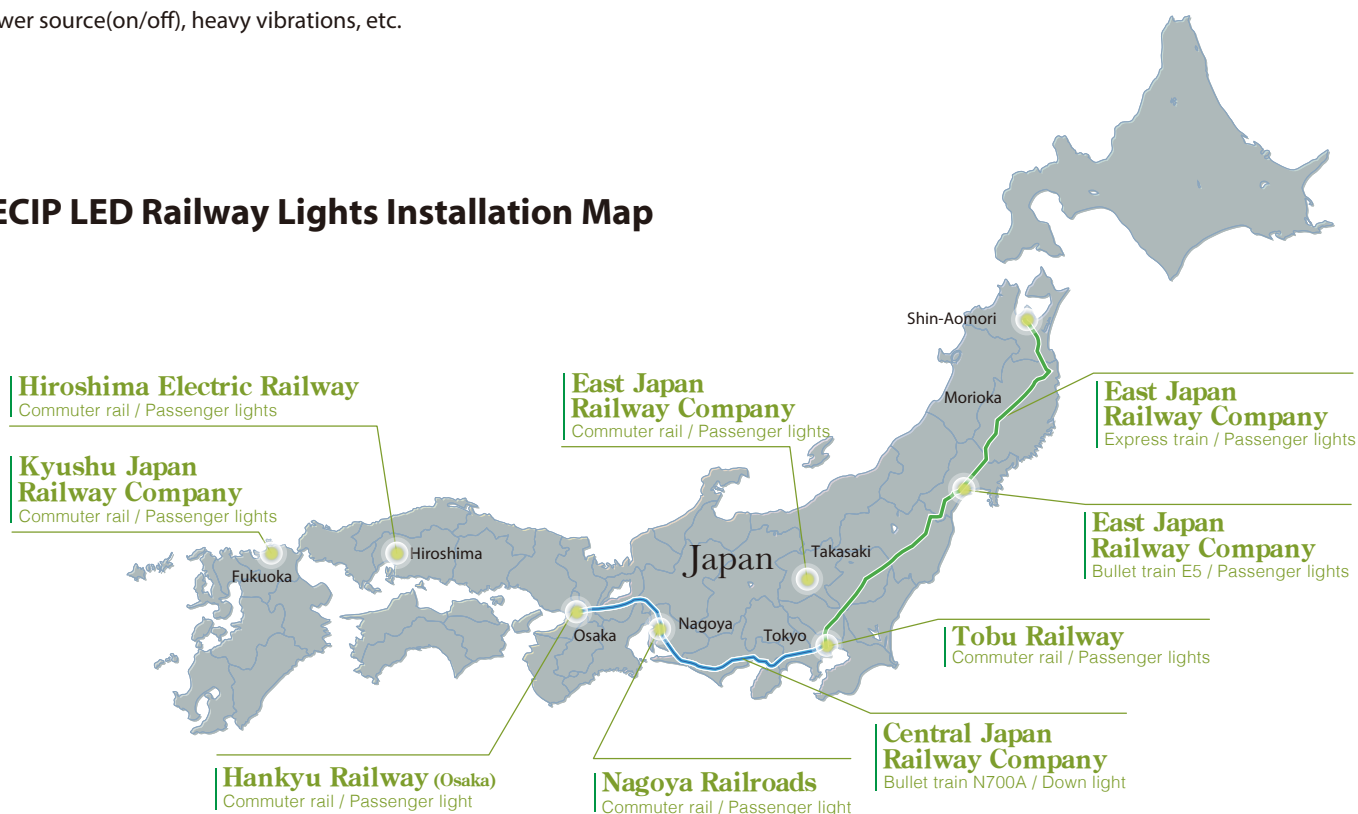 wer source(on/off), heavy vibrations, etc.
ECIP LED Railway Lights Installation Map
Shin-Aomori
Hiroshima Electric Railway
Commuter rail / Passenger lights
East Japan
Railway Company
Commuter rail / Passenger lights
Morioka
East Japan
Railway Company
Express train / Passenger lights
Kyushu Japan
Railway Company
Commuter rail / Passenger lights
East Japan
Railway Company
Bullet train E5 / Passenger lights
Hiroshima
Japan
Takasaki
Fukuoka
Osaka
Nagoya
Tokyo
Tobu Railway
Commuter rail / Passenger lights
Central Japan
Railway Company
Bullet train N700A / Down light
Hankyu Railway (Osaka)
Commuter rail / Passenger light
Nagoya Railroads
Commuter rail / Passenger light